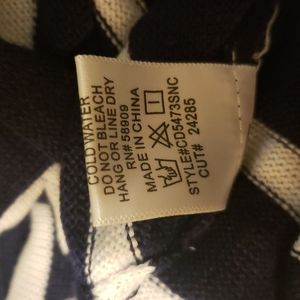 COLD WATER
DO NOT BLEACH
HANG OR LINE DRY
RN# 58909
MADE IN CHINA
STYLE#CD5473SNC
CUT# 24285